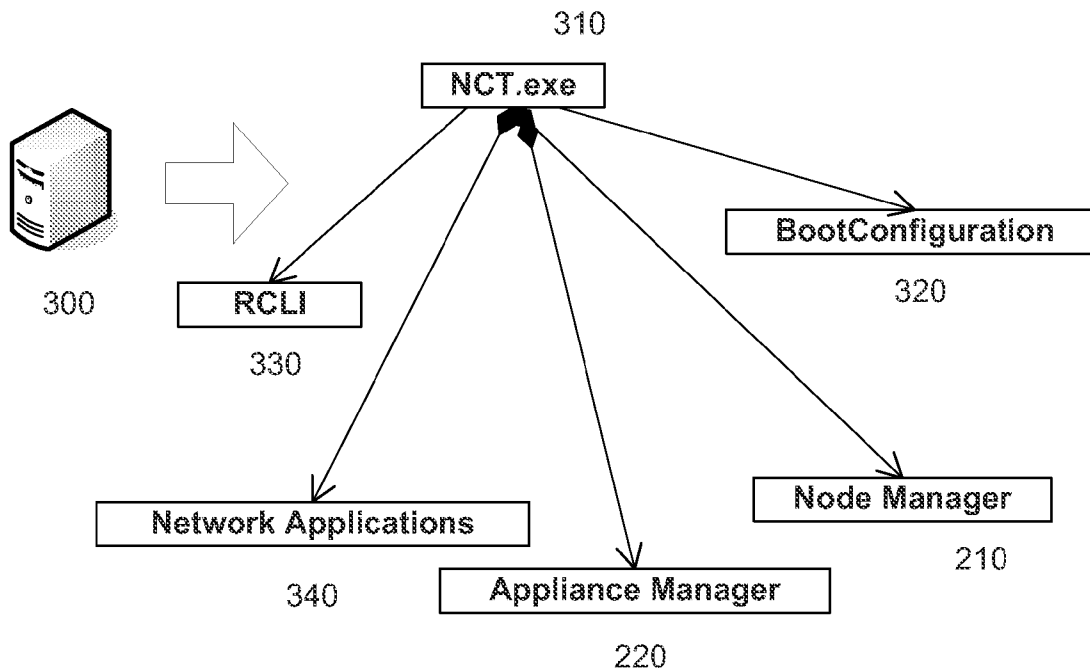 310
NCT.exe
BootConfiguration
320
300
RCLI
330
Node Manager
210
Network Applications
340
Appliance Manager
220